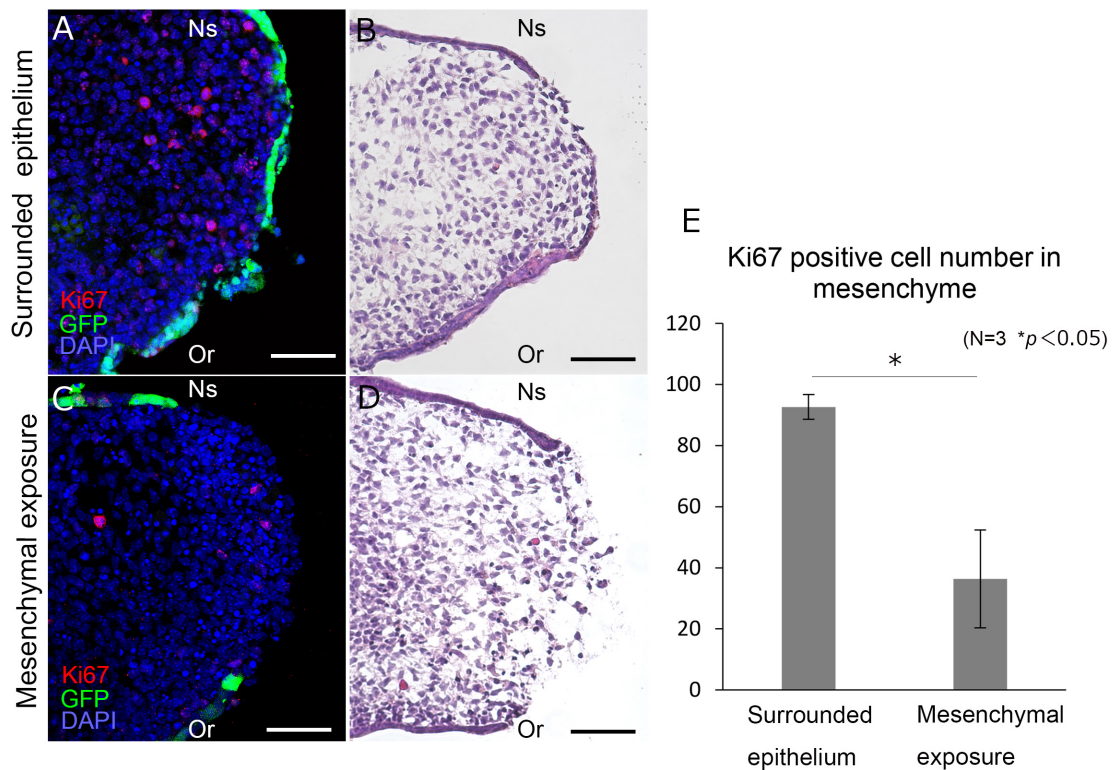 Surrounded epithelium
A
Ns
Ki67
GFP
DAPI
Or
B
Ns
Or
Mesenchymal exposure
C
Ns
Ki67
GFP
DAPI
Or
D
Ns
Or
E
Ki67 positive cell number in
mesenchyme
(N=3 *p<0.05)
*
120
100
80
60
40
20
0
Surrounded
epithelium
Mesenchymal
exposure